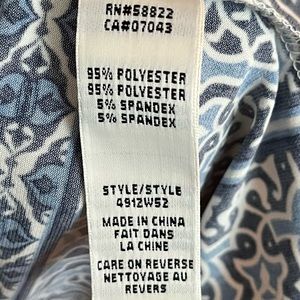 RN#58822
CA#07043
95% POLYESTER
95% POLYESTER
5% SPANDEX
5% SPANDEX
STYLE/STYLE
4912W52
MADE IN CHINA
FAIT DANS
LA CHINE
CARE ON REVERSE
NETTOYAGE AU
REVERS